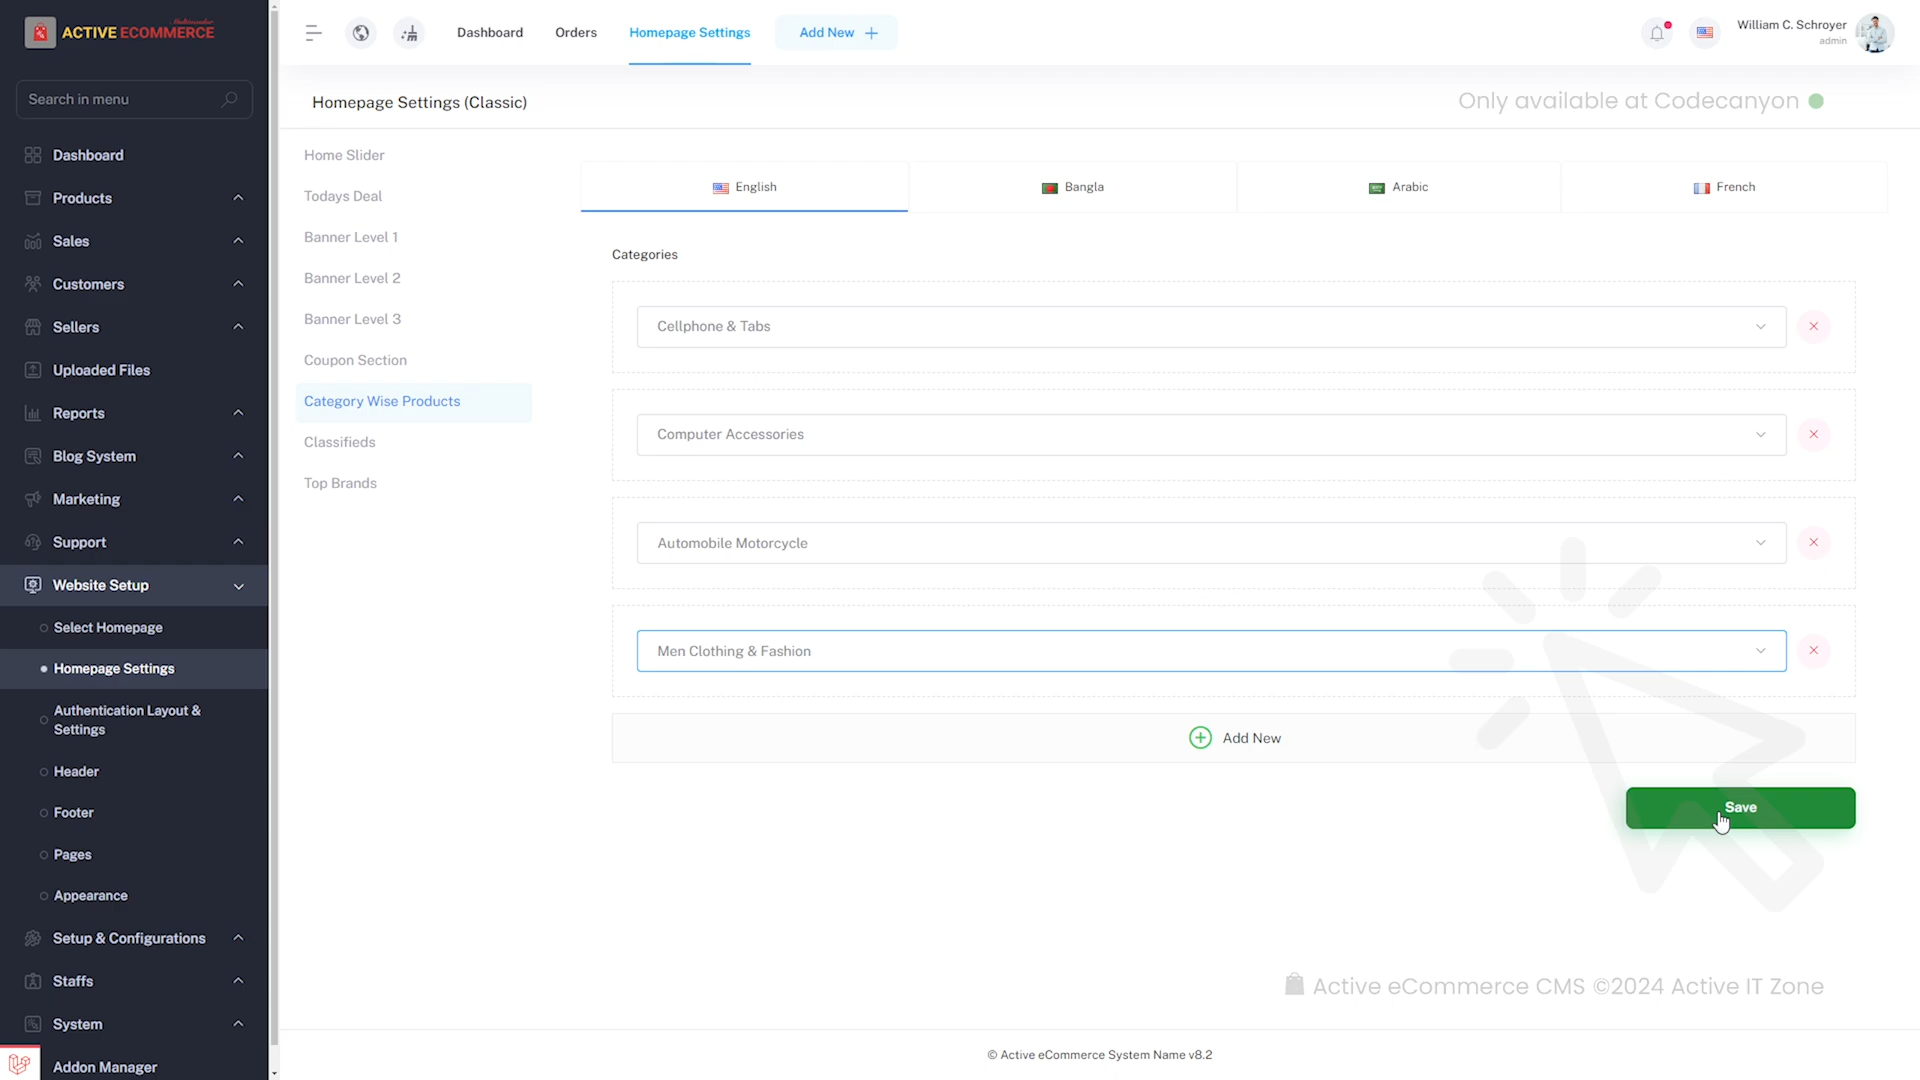 Multivendor
ACTIVE ECOMMERCE
Dashboard
Orders
Homepage Settings
Add New
William C. Schroyer
admin
Search in menu
Homepage Settings (Classic)
Only available at Codecanyon
Dashboard
Products
Sales
Customers
Sellers
Uploaded Files
Reports
Blog System
Marketing
Support
Website Setup
Select Homepage
Homepage Settings
Authentication Layout &
Settings
Header
Footer
Pages
Appearance
Setup & Configurations
Staffs
System
Addon Manager
Home Slider
Todays Deal
Banner Level 1
Banner Level 2
Banner Level 3
Coupon Section
Category Wise Products
Classifieds
Top Brands
English
Bangla
Arabic
French
Categories
Cellphone & Tabs
Computer Accessories
Automobile Motorcycle
Men Clothing & Fashion
Add New
Save
Active eCommerce CMS ©2024 Active IT Zone
© Active eCommerce System Name v8.2